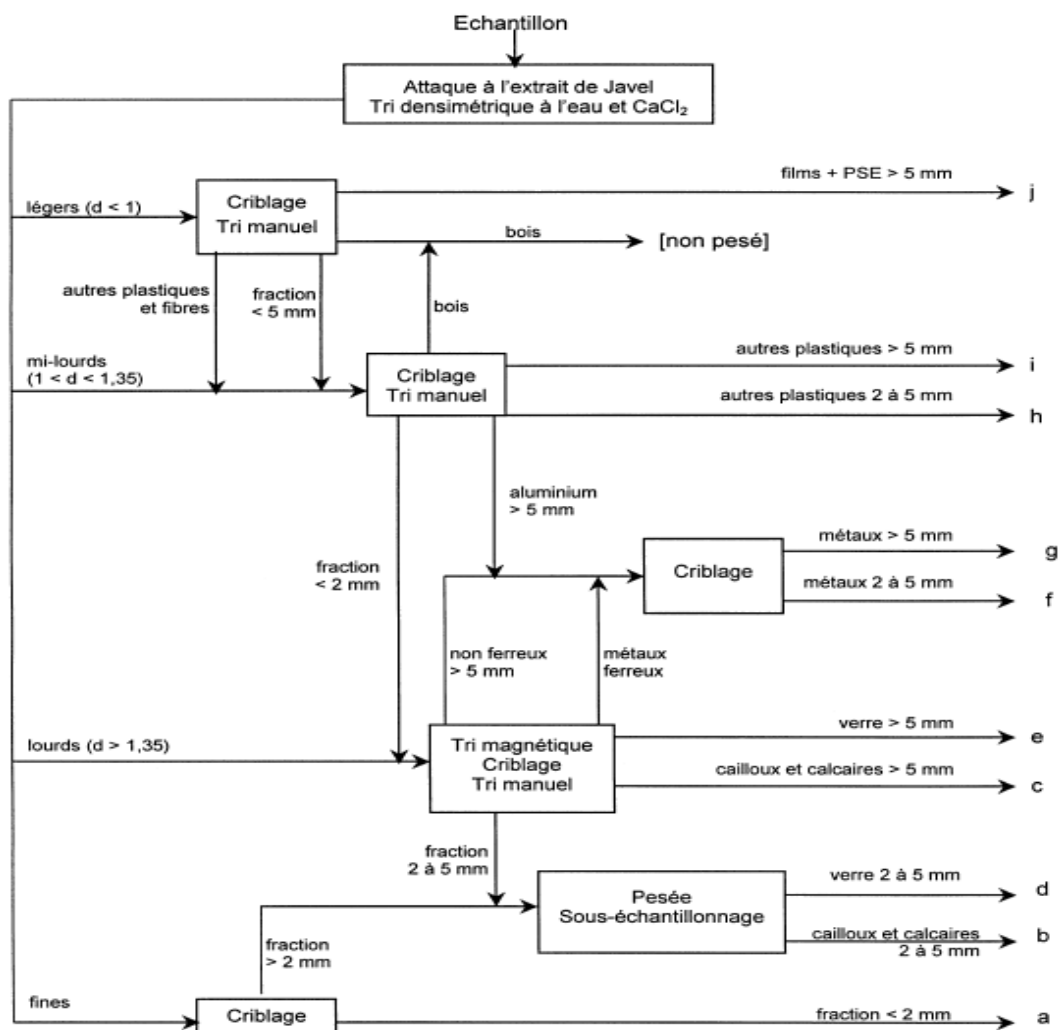 Echantillon
Attaque à l'extrait de Javel
Tri densimétrique à l'eau et CaCl₂
films + PSE > 5 mm
j
légers (d < 1)
Criblage
Tri manuel
bois
[non pesé]
autres plastiques
et fibres
fraction
< 5 mm
bois
mi-lourds
(1 < d < 1,35)
Criblage
Tri manuel
autres plastiques > 5 mm
i
autres plastiques 2 à 5 mm
h
aluminium
> 5 mm
fraction
< 2 mm
Criblage
métaux > 5 mm
g
métaux 2 à 5 mm
f
non ferreux
> 5 mm
métaux
ferreux
lourds (d > 1,35)
Tri magnétique
Criblage
Tri manuel
verre > 5 mm
e
cailloux et calcaires > 5 mm
c
fraction
2 à 5 mm
Pesée
Sous-échantillonnage
verre 2 à 5 mm
d
cailloux et calcaires
2 à 5 mm
b
fraction
> 2 mm
fines
Criblage
fraction < 2 mm
a